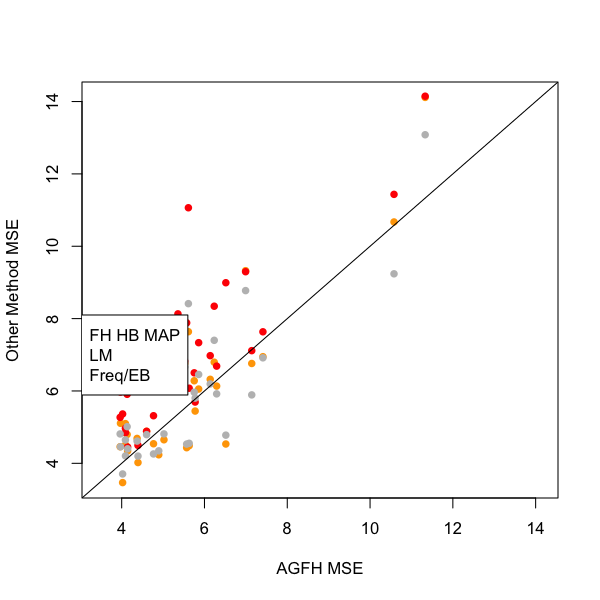 14
12
10
8
6
4
Other Method MSE
FH HB MAP
LM
Freq/EB
4 6 8 10 12 14
AGFH MSE